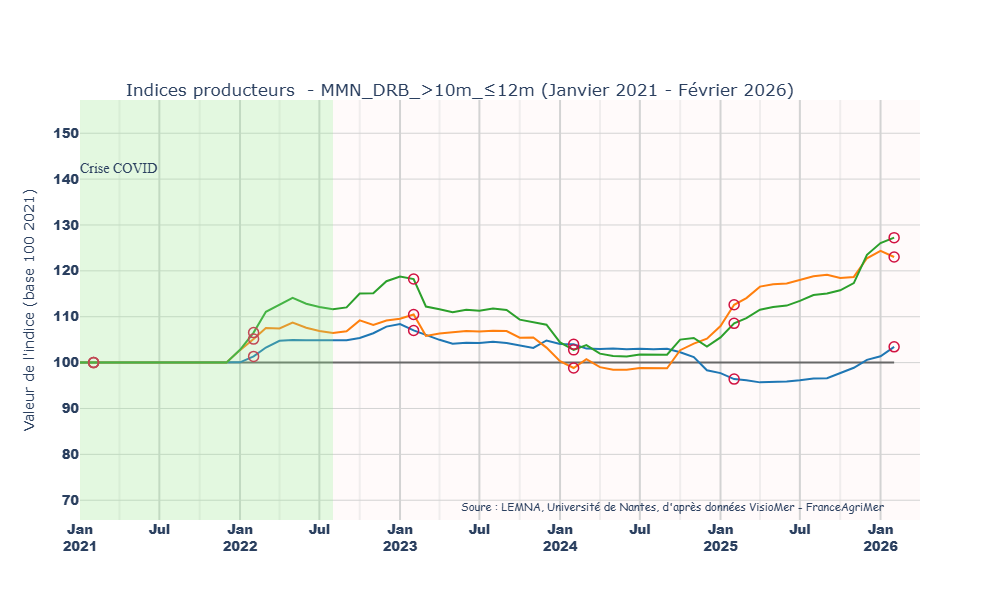 Indices producteurs  - MMN_DRB_>10m_≤12m (Janvier 2021 - Février 2026)
Valeur de l'indice (base 100 2021)
150
140
130
120
110
100
90
80
70
Crise COVID
Soure : LEMNA, Université de Nantes, d'après données VisioMer - FranceAgriMer
Jan
2021
Jul
Jan
2022
Jul
Jan
2023
Jul
Jan
2024
Jul
Jan
2025
Jul
Jan
2026